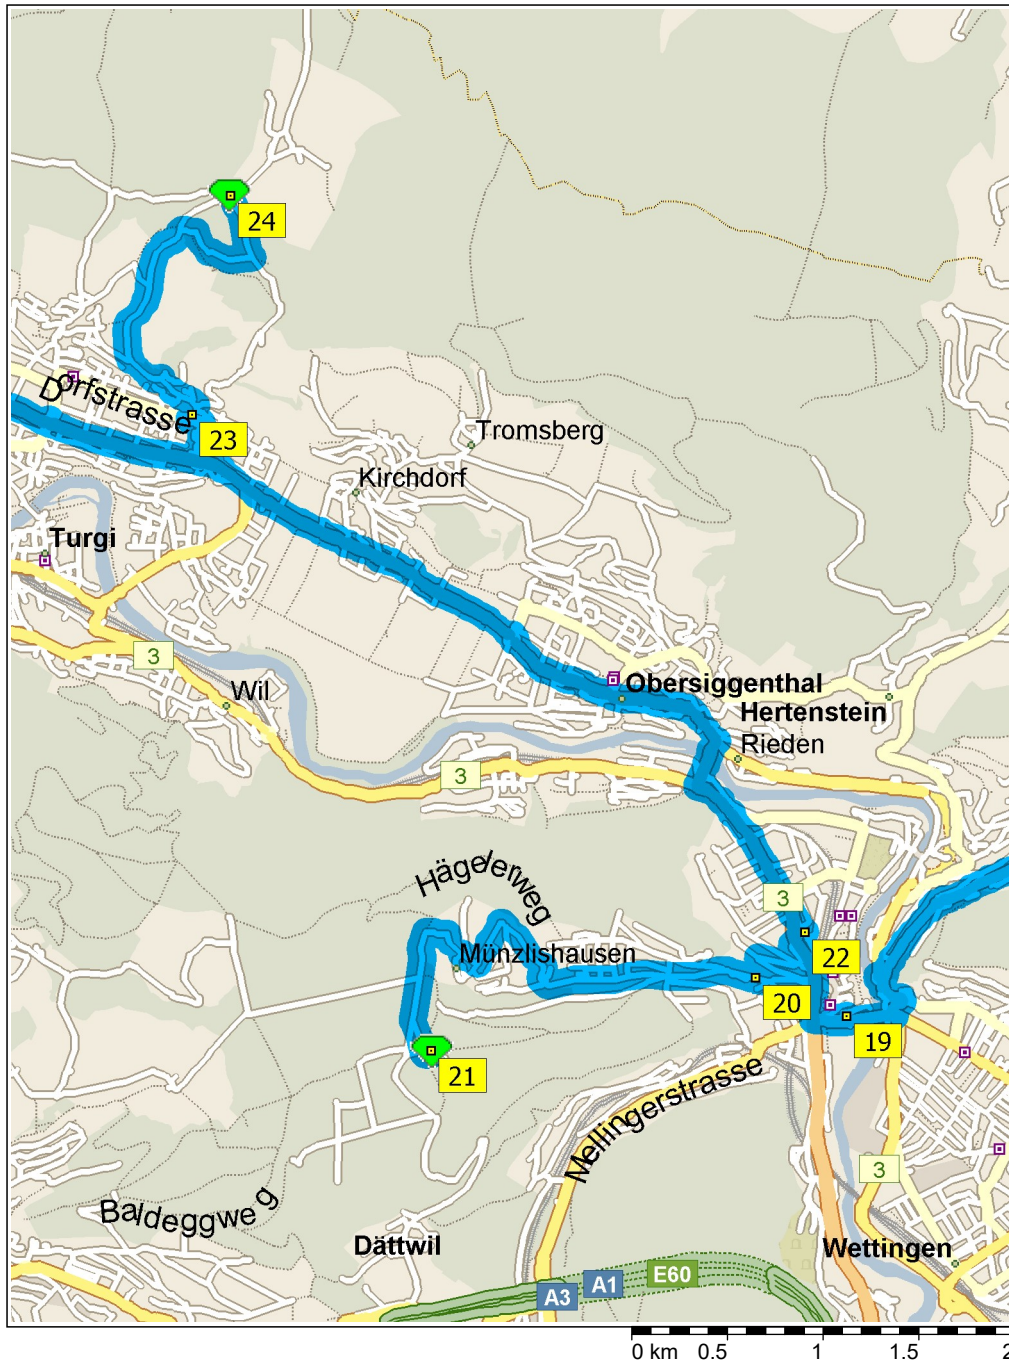 24
Dorfstrasse
23
Tromsberg
Kirchdorf
Turgi
3
Wil
Obersiggenthal
Hertenstein
Rieden
3
Hägelerweg
3
Münzlishausen
22
20
19
21
Mellingerstrasse
3
Baldeggweg
Dättwil
Wettingen
E60
A1
A3
0 km 0.5 1 1.5 2